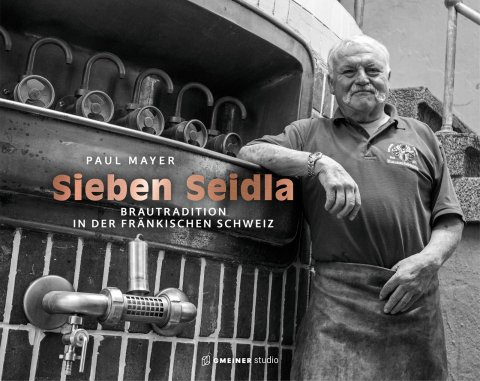 PAUL MAYER
Sieben Seidla
BRAUTRADITION
IN DER FRÄNKISCHEN SCHWEIZ
GMEINER studio